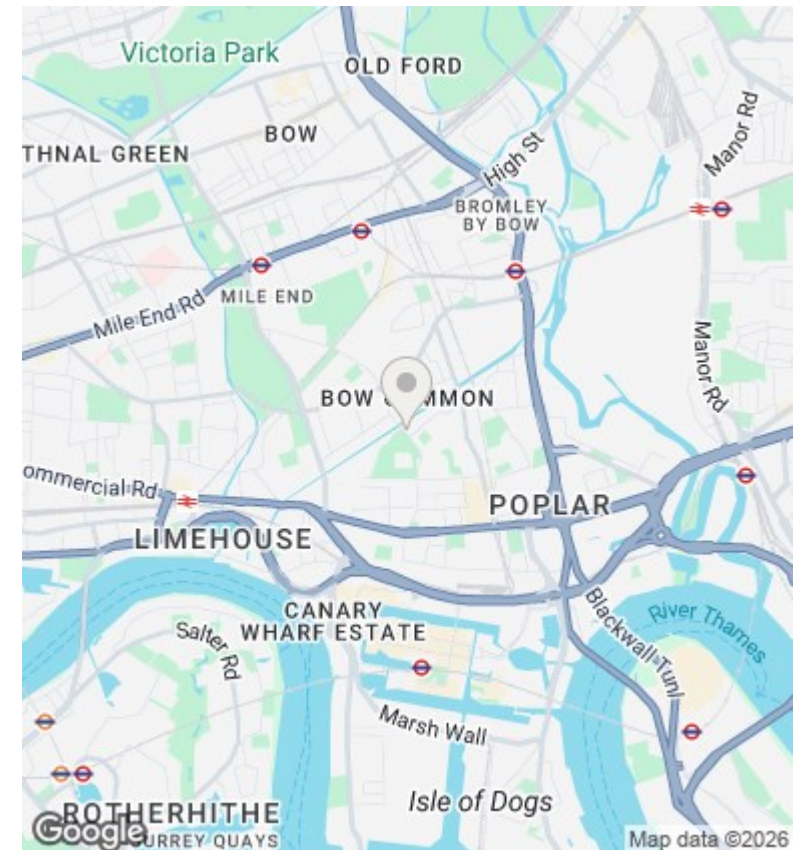 Victoria Park
OLD FORD
BOW
THNAL GREEN
High St
Manor Rd
BROMLEY
BY BOW
MILE END
Mile End Rd
Manor Rd
BOW COMMON
ommercial Rd
POPLAR
LIMEHOUSE
CANARY
WHARF ESTATE
Blackwall Tunl
River Thames
Salter Rd
Marsh Wall
Isle of Dogs
ROTHERHITHE
SURREY QUAYS
Google
Map data ©2026